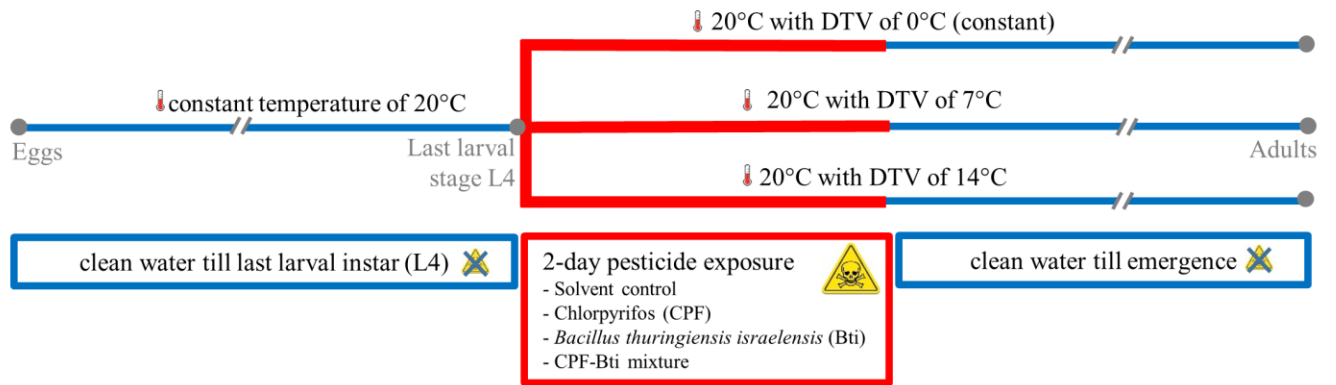 20°C with DTV of 0°C (constant)
constant temperature of 20°C
20°C with DTV of 7°C
Eggs
Last larval
stage L4
Adults
20°C with DTV of 14°C
clean water till last larval instar (L4)
2-day pesticide exposure
- Solvent control
- Chlorpyrifos (CPF)
- Bacillus thuringiensis israelensis (Bti)
- CPF-Bti mixture
clean water till emergence